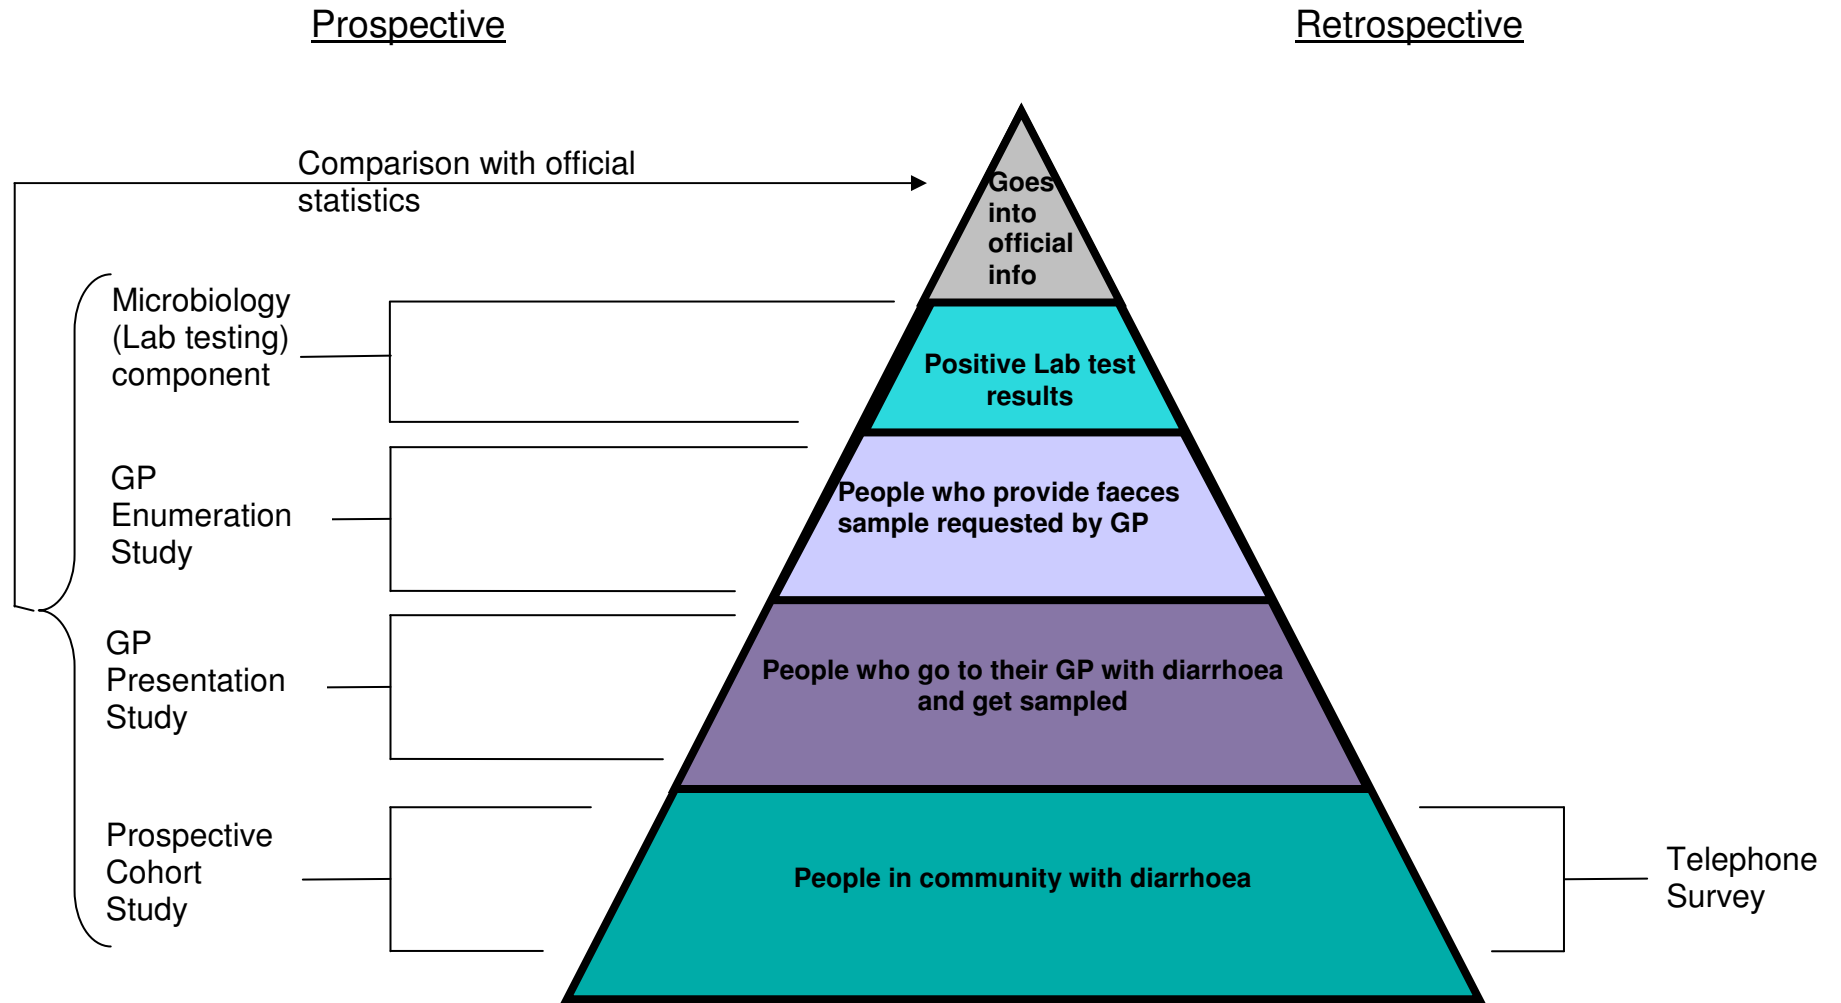 Prospective
Retrospective
Comparison with official
statistics
Goes
into
official
info
Microbiology
(Lab testing)
component
Positive Lab test
results
GP
Enumeration
Study
People who provide faeces
sample requested by GP
GP
Presentation
Study
People who go to their GP with diarrhoea
and get sampled
Prospective
Cohort
Study
People in community with diarrhoea
Telephone
Survey